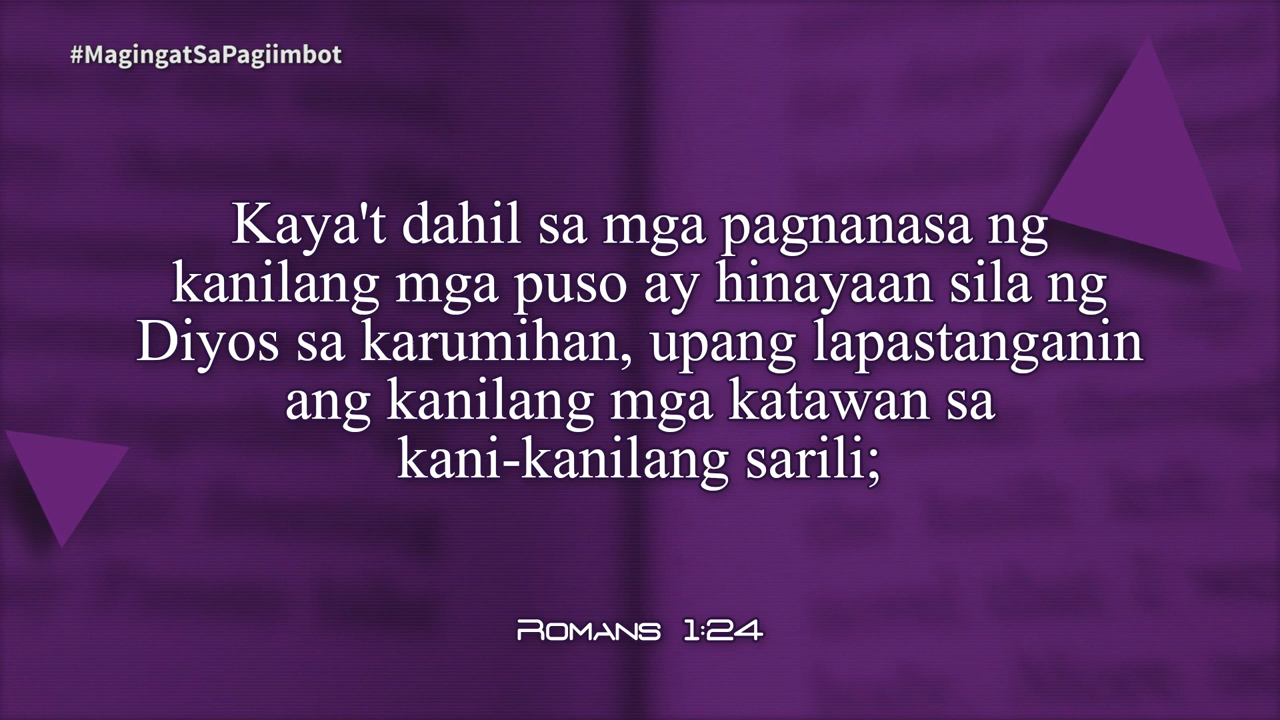 #MagingatSaPagiimbot
Kaya't dahil sa mga pagnanasa ng
kanilang mga puso ay hinayaan sila ng
Diyos sa karumihan, upang lapastanganin
ang kanilang mga katawan sa
kani-kanilang sarili;
Romans 1:24